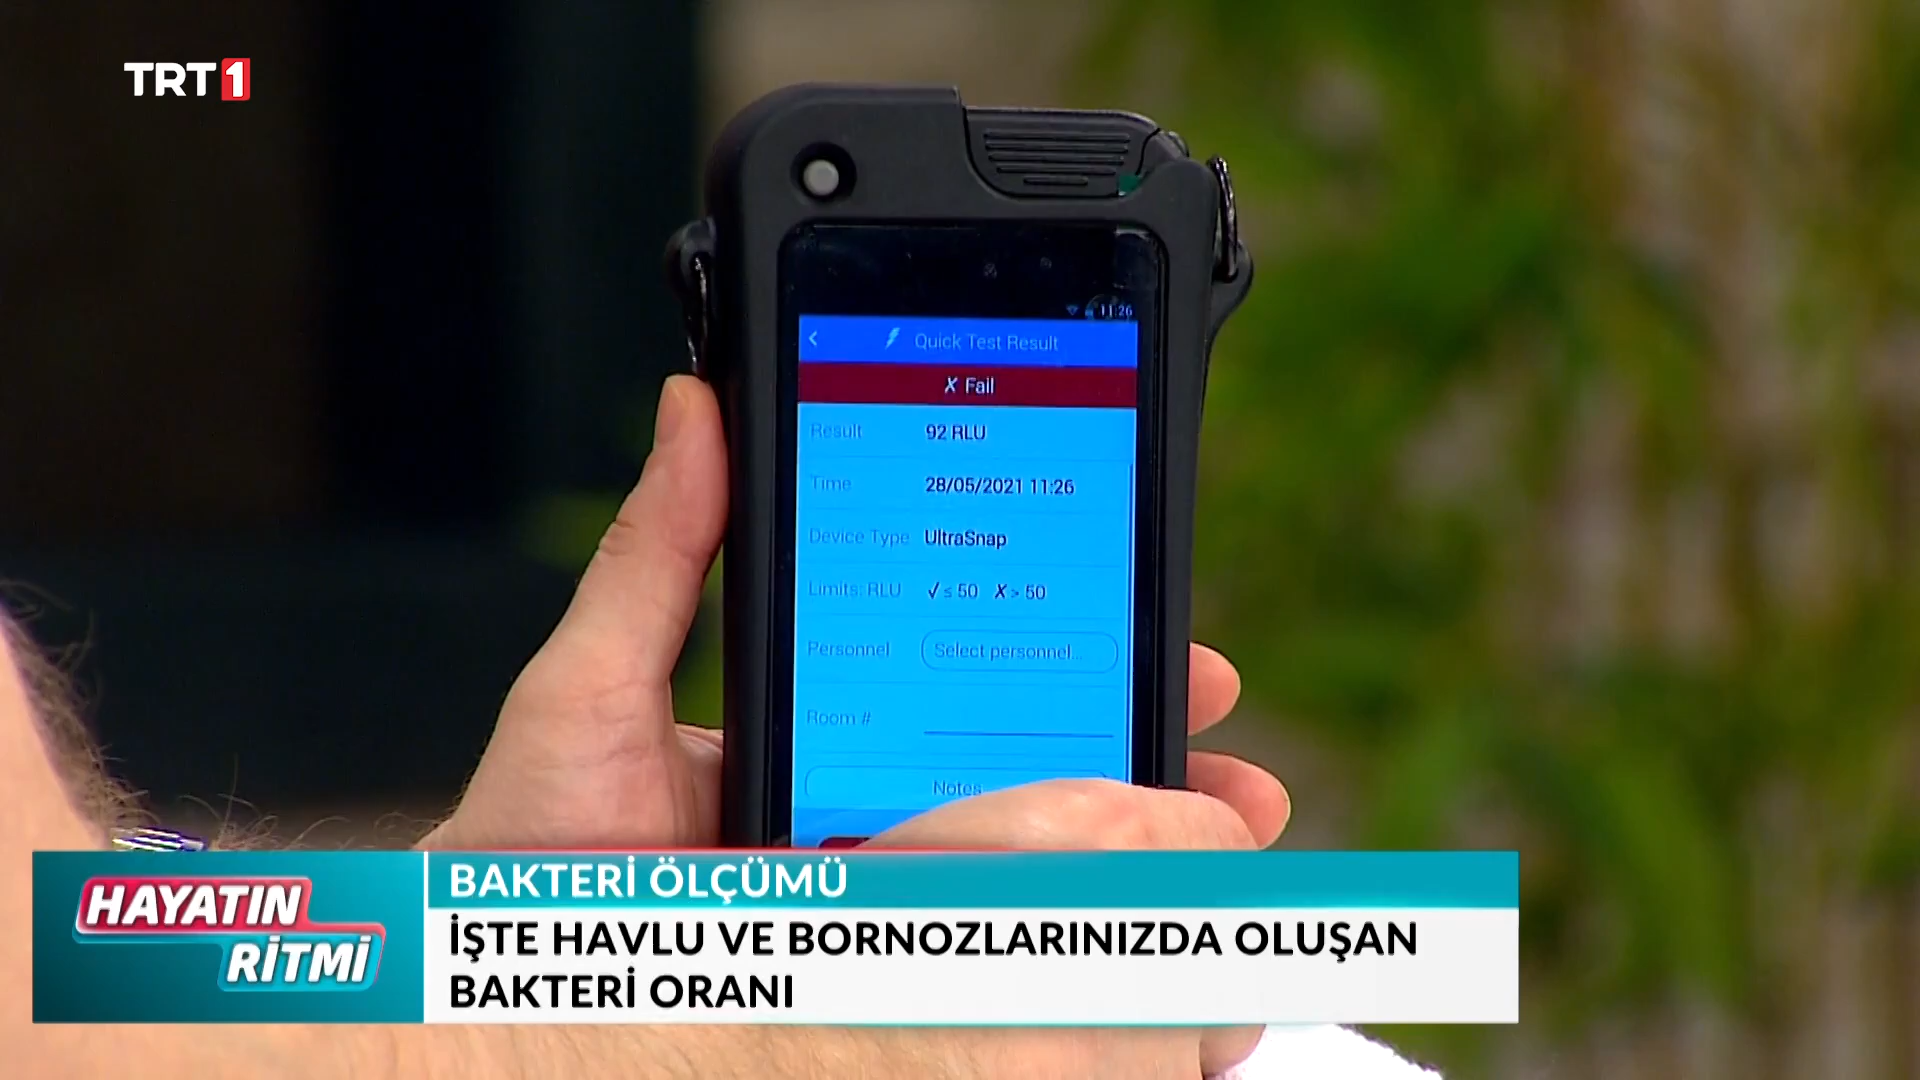 TRT 1
11:26
Quick Test Result
✗ Fail
Result 92 RLU
Time 28/05/2021 11:26
Device Type UltraSnap
Limits: RLU ✓ ≤ 50 ✗ > 50
Personnel Select personnel...
Room #
Notes
HAYATIN
RİTMİ
BAKTERİ ÖLÇÜMÜ
İŞTE HAVLU VE BORNOZLARINIZDA OLUŞAN
BAKTERİ ORANI